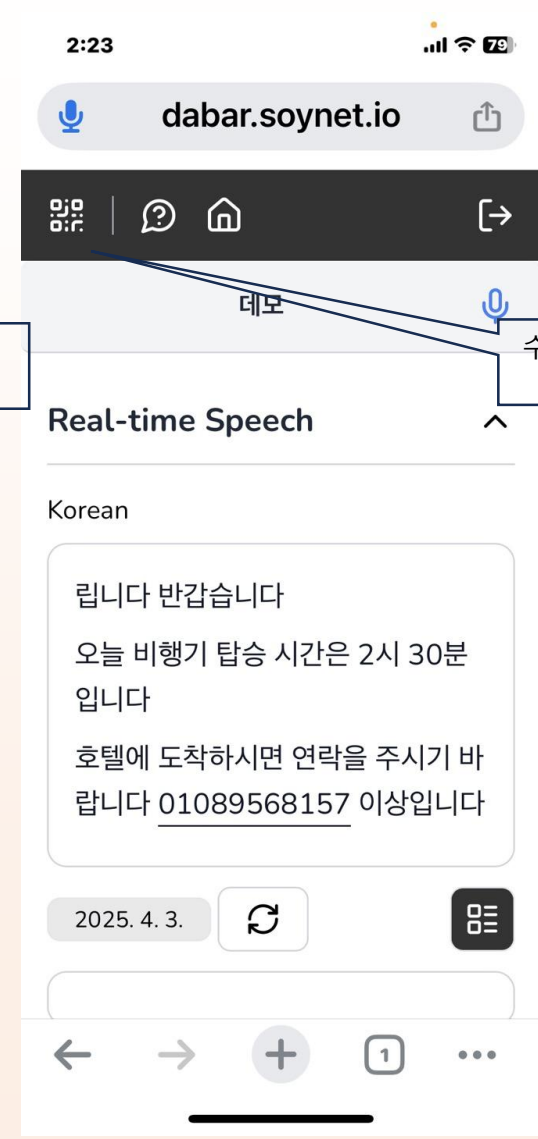 2:23
79
dabar.soynet.io
데모
Real-time Speech
Korean
립니다 반갑습니다
오늘 비행기 탑승 시간은 2시 30분
입니다
호텔에 도착하시면 연락을 주시기 바
랍니다 01089568157 이상입니다
2025. 4. 3.
1